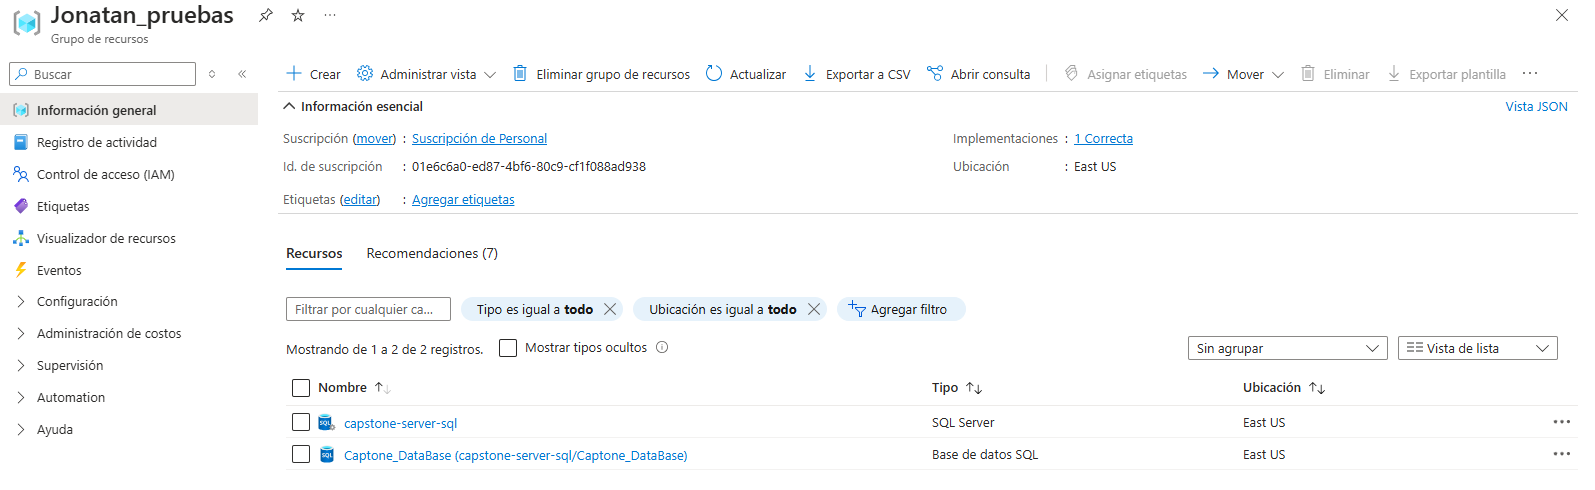 Jonatan_pruebas
Grupo de recursos
Buscar
Información general
Registro de actividad
Control de acceso (IAM)
Etiquetas
Visualizador de recursos
Eventos
Configuración
Administración de costos
Supervisión
Automation
Ayuda
Crear Administrar vista Eliminar grupo de recursos Actualizar Exportar a CSV Abrir consulta Asignar etiquetas Mover Eliminar Exportar plantilla
Información esencial Vista JSON
Suscripción (mover) : Suscripción de Personal Implementaciones : 1 Correcta
Id. de suscripción : 01e6c6a0-ed87-4bf6-80c9-cf1f088ad938 Ubicación : East US
Etiquetas (editar) : Agregar etiquetas
Recursos Recomendaciones (7)
Filtrar por cualquier ca... Tipo es igual a todo Ubicación es igual a todo Agregar filtro
Mostrando de 1 a 2 de 2 registros. Mostrar tipos ocultos Sin agrupar Vista de lista
Nombre Tipo Ubicación
SQL capstone-server-sql SQL Server East US
SQL Captone_DataBase (capstone-server-sql/Captone_DataBase) Base de datos SQL East US